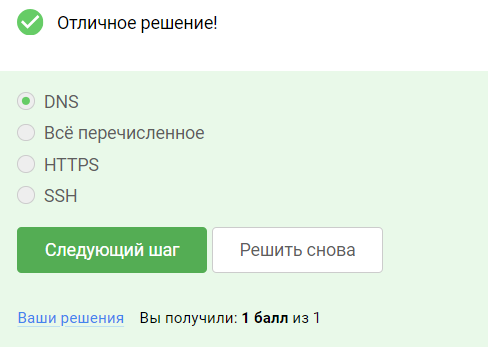 Отличное решение!
DNS
Всё перечисленное
HTTPS
SSH
Следующий шаг Решить снова
Ваши решения Вы получили: 1 балл из 1